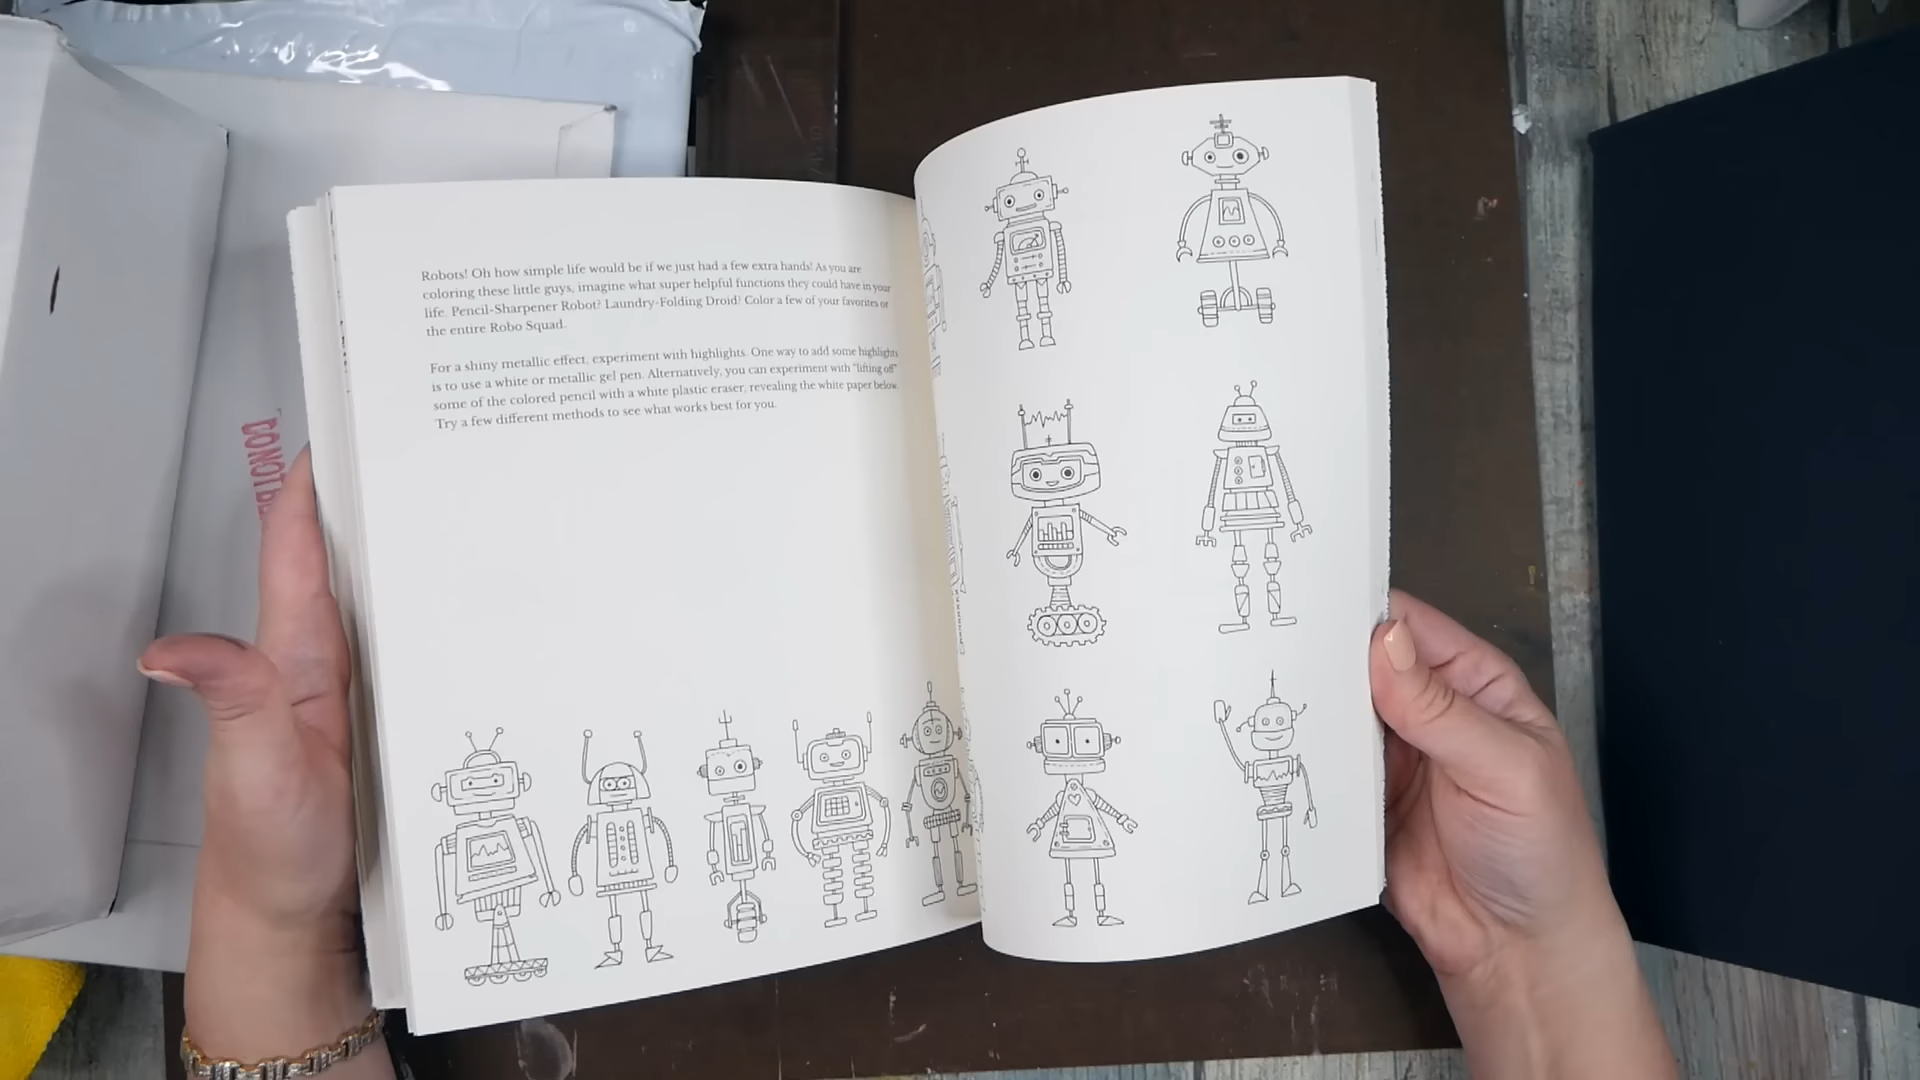 Robots! Oh how simple life would be if we just had a few extra hands! As you are
coloring these little guys, imagine what super helpful functions they could have in your
life. Pencil-Sharpener Robot? Laundry-Folding Droid? Color a few of your favorites or
the entire Robo Squad.
For a shiny metallic effect, experiment with highlights. One way to add some highlights
is to use a white or metallic gel pen. Alternatively, you can experiment with "lifting off"
some of the colored pencil with a white plastic eraser, revealing the white paper below.
Try a few different methods to see what works best for you.
DO NOT